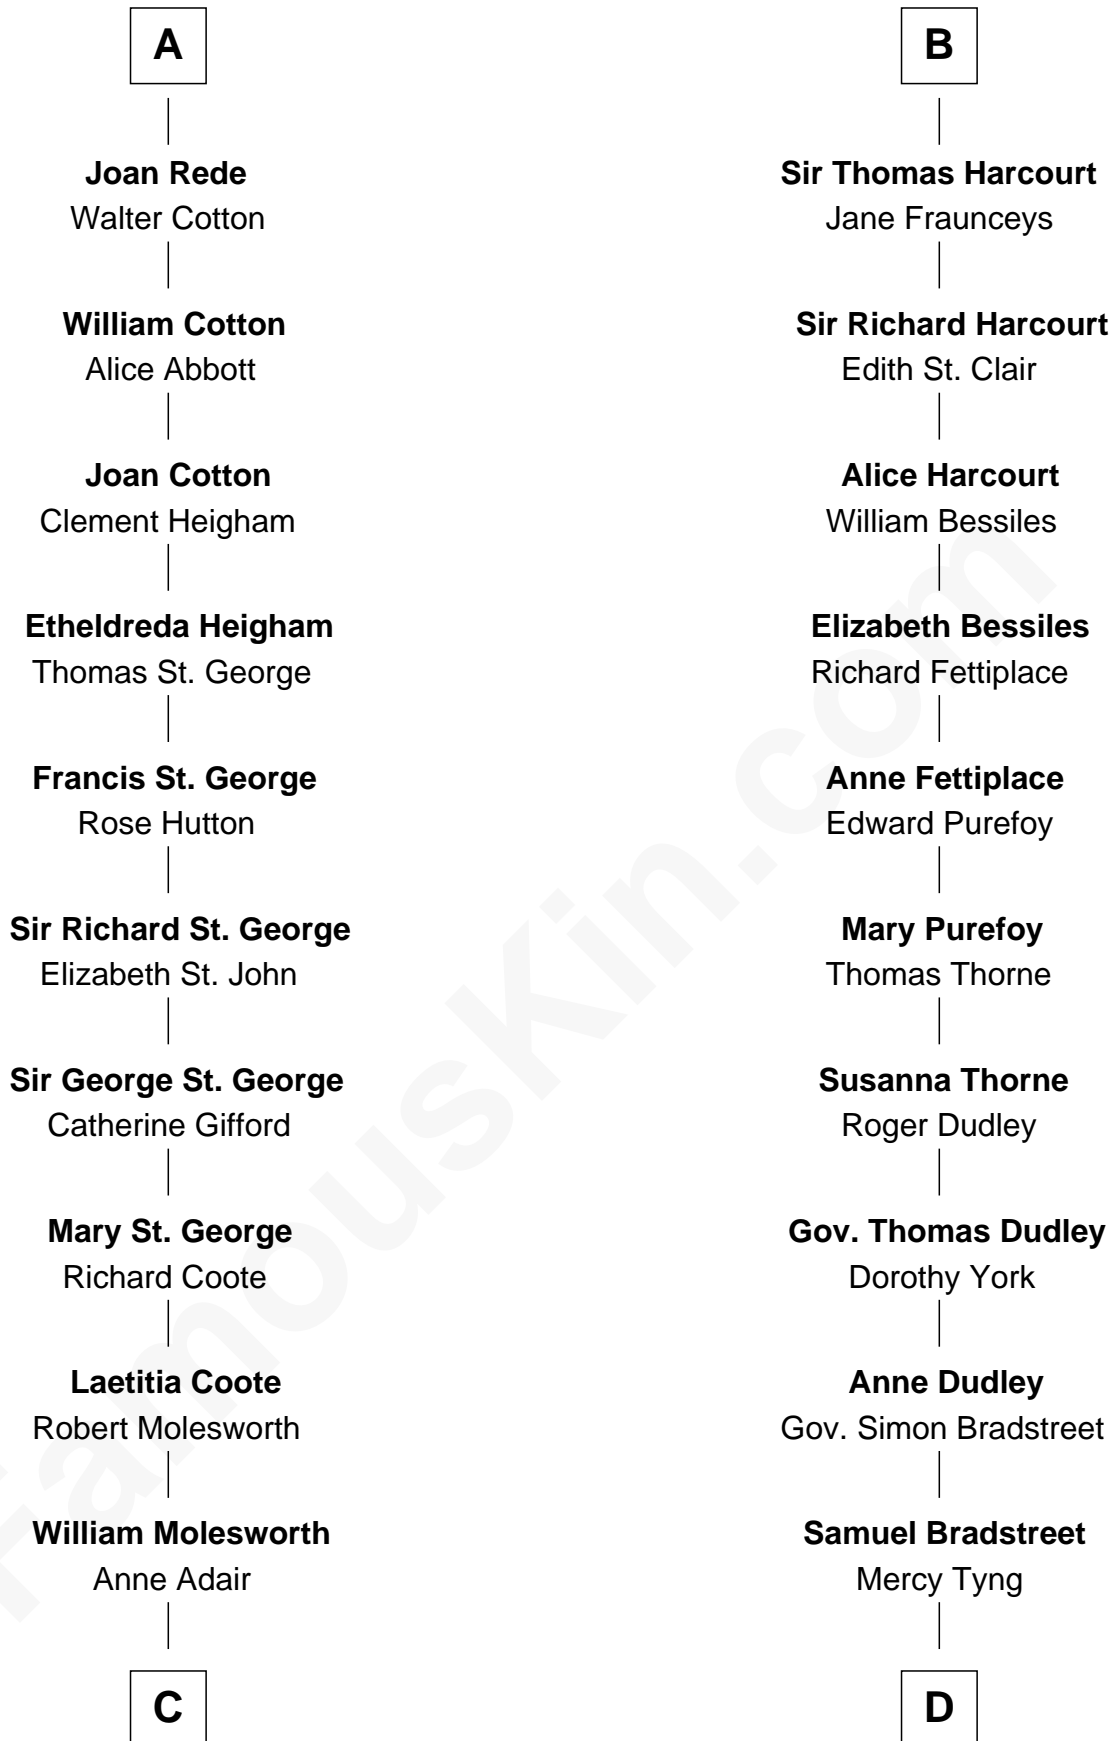 A
Joan Rede
Walter Cotton
William Cotton
Alice Abbott
Joan Cotton
Clement Heigham
Etheldreda Heigham
Thomas St. George
Francis St. George
Rose Hutton
Sir Richard St. George
Elizabeth St. John
Sir George St. George
Catherine Gifford
Mary St. George
Richard Coote
Laetitia Coote
Robert Molesworth
William Molesworth
Anne Adair
C
B
Sir Thomas Harcourt
Jane Fraunceys
Sir Richard Harcourt
Edith St. Clair
Alice Harcourt
William Bessiles
Elizabeth Bessiles
Richard Fettiplace
Anne Fettiplace
Edward Purefoy
Mary Purefoy
Thomas Thorne
Susanna Thorne
Roger Dudley
Gov. Thomas Dudley
Dorothy York
Anne Dudley
Gov. Simon Bradstreet
Samuel Bradstreet
Mercy Tyng
D
FamousKin.com